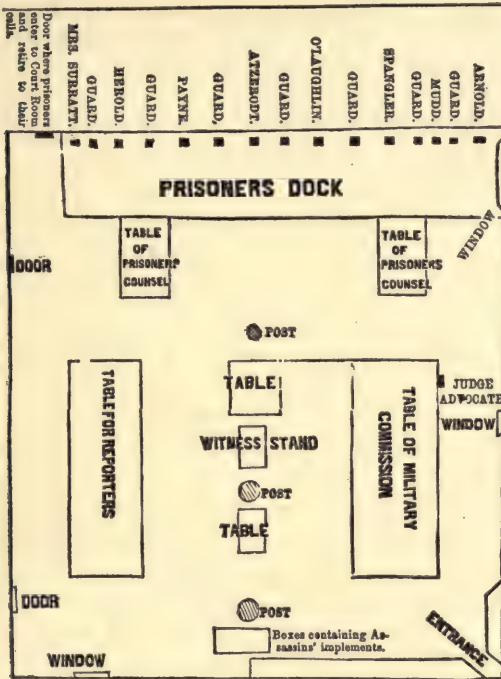 MRS. SURRATT.
GUARD.
HEROLD.
GUARD.
PAYNE.
GUARD,
ATZERODT.
GUARD.
O'LAUGHLIN.
GUARD.
SPANGLER.
GUARD.
MUDD.
GUARD.
ARNOLD.
Door where Prisoners
enter to Court Room
and retire to their
cells.
PRISONERS DOCK
TABLE
OF
PRISONERS'
COUNSEL
TABLE
OF
PRISONERS
COUNSEL
WINDOW
DOOR
POST
TABLE FOR REPORTERS
TABLE
WITNESS STAND
POST
TABLE
TABLE OF MILITARY
COMMISSION
JUDGE
ADVOCATE
WINDOW
DOOR
POST
Boxes containing As-
sassins' implements.
ENTRANCE
WINDOW